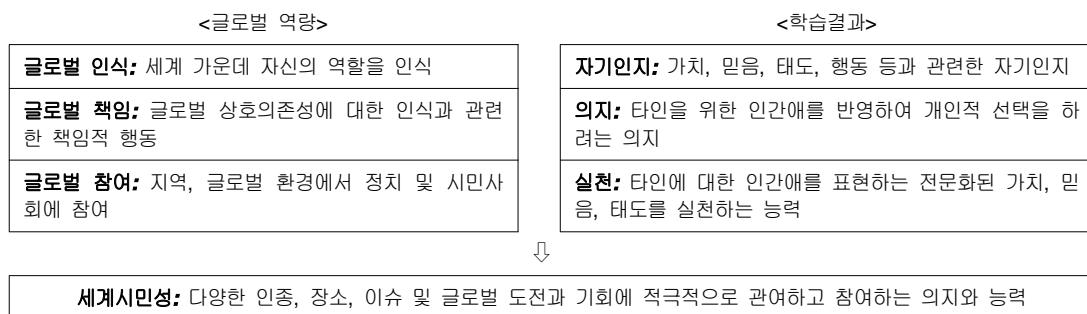 <글로벌 역량>
글로벌 인식: 세계 가운데 자신의 역할을 인식
글로벌 책임: 글로벌 상호의존성에 대한 인식과 관련
한 책임적 행동
글로벌 참여: 지역, 글로벌 환경에서 정치 및 시민사
회에 참여
<학습결과>
자기인지: 가치, 믿음, 태도, 행동 등과 관련한 자기인지
의지: 타인을 위한 인간애를 반영하여 개인적 선택을 하
려는 의지
실천: 타인에 대한 인간애를 표현하는 전문화된 가치, 믿
음, 태도를 실천하는 능력
⇩
세계시민성: 다양한 인종, 장소, 이슈 및 글로벌 도전과 기회에 적극적으로 관여하고 참여하는 의지와 능력